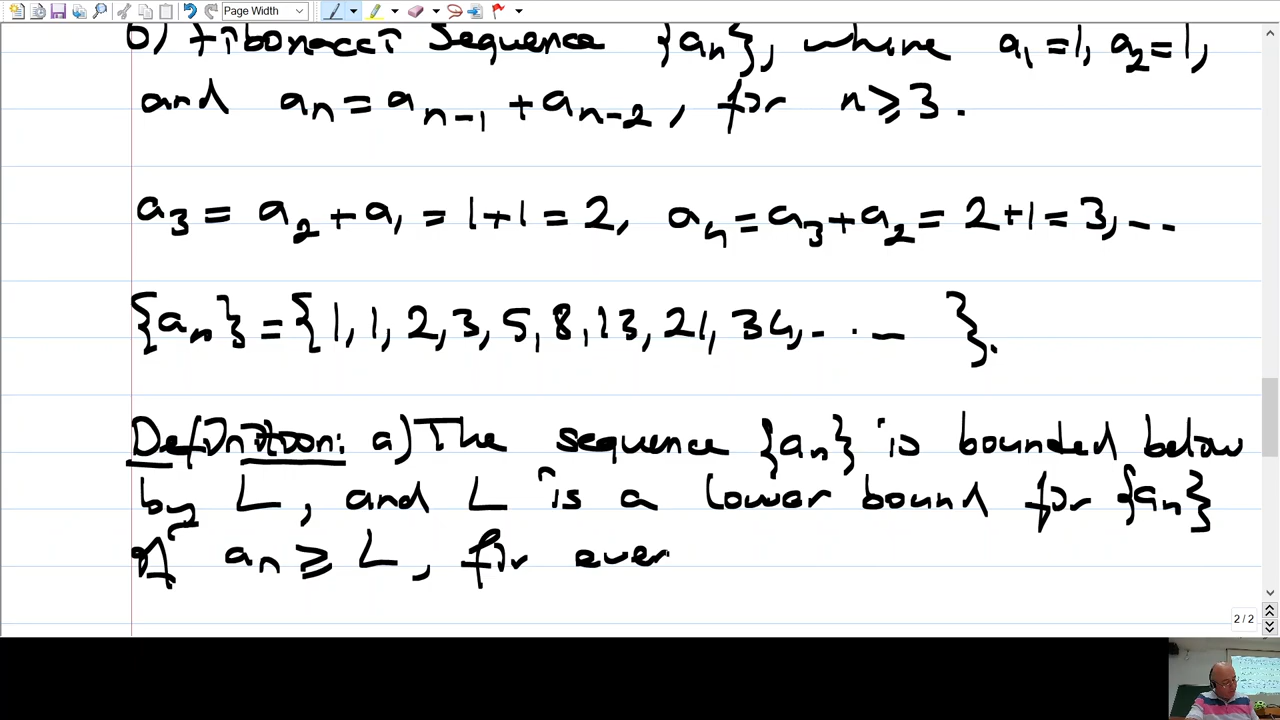 Page Width
b) Fibonacci Sequence {aₙ}, where a₁=1, a₂=1,
and aₙ = aₙ₋₁ + aₙ₋₂, for n≥3.
a₃ = a₂ + a₁ = 1+1 = 2, a₄ = a₃ + a₂ = 2+1 = 3, ...
{aₙ} = {1, 1, 2, 3, 5, 8, 13, 21, 34, ... }.
Definition: a) The sequence {aₙ} is bounded below
by L, and L is a lower bound for {aₙ}
if aₙ ≥ L, for ever
2 / 2